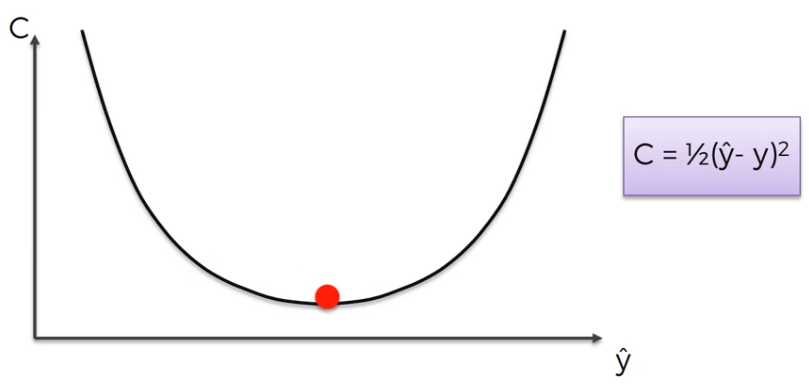 C
C = ½(ŷ- y)²
ŷ